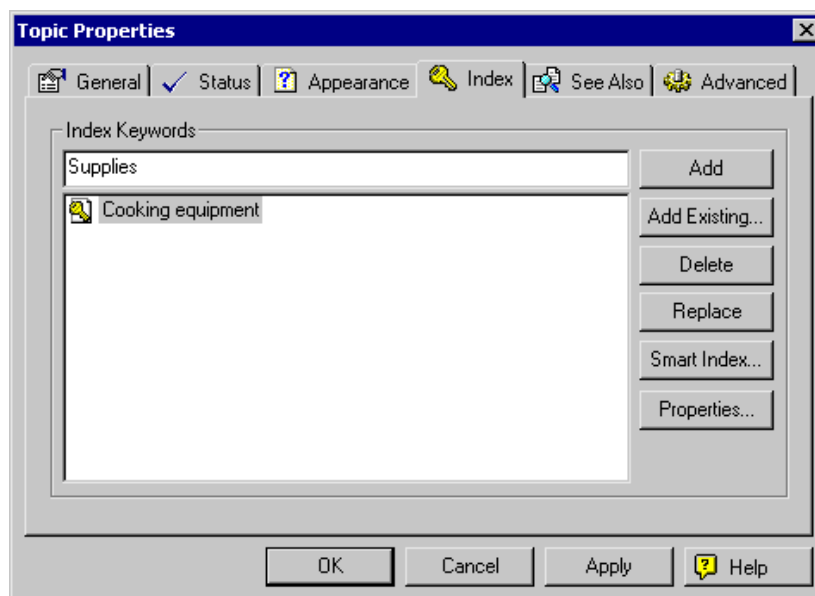 Topic Properties
General Status Appearance Index See Also Advanced
Index Keywords
Supplies
Add
Cooking equipment
Add Existing...
Delete
Replace
Smart Index...
Properties...
OK Cancel Apply Help